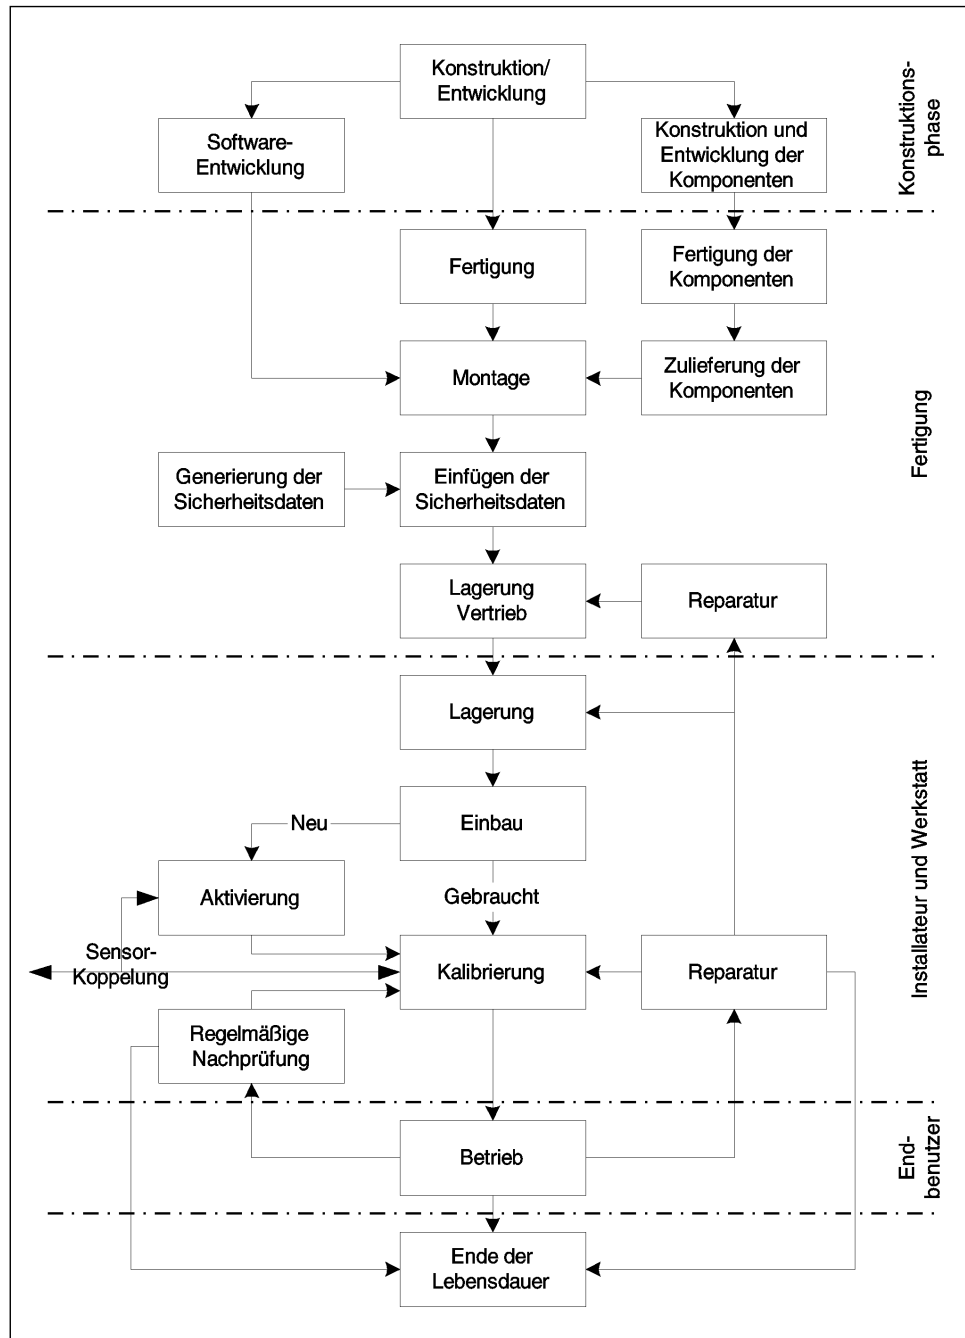 Konstruktion/
Entwicklung
Software-
Entwicklung
Konstruktion und
Entwicklung der
Komponenten
Konstruktions-
phase
Fertigung
Fertigung der
Komponenten
Montage
Zulieferung der
Komponenten
Generierung der
Sicherheitsdaten
Einfügen der
Sicherheitsdaten
Lagerung
Vertrieb
Reparatur
Fertigung
Lagerung
Neu
Einbau
Aktivierung
Gebraucht
Sensor-
Koppelung
Kalibrierung
Reparatur
Regelmäßige
Nachprüfung
Installateur und Werkstatt
Betrieb
End-
benutzer
Ende der
Lebensdauer